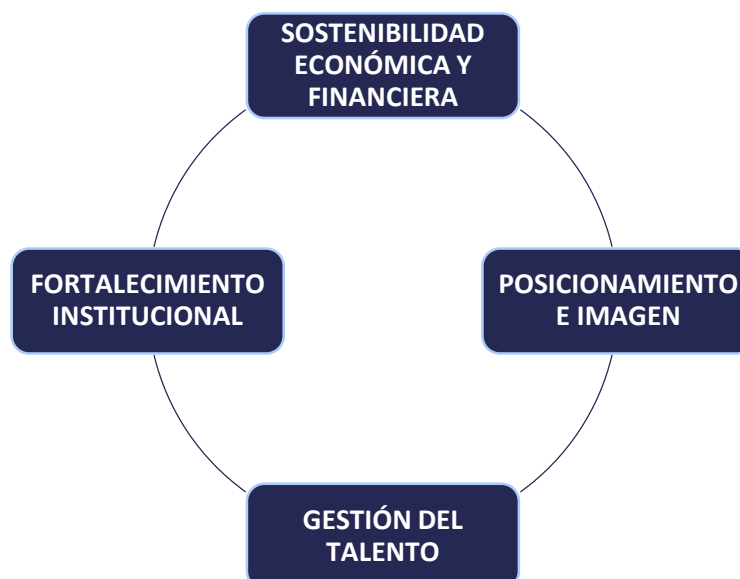 SOSTENIBILIDAD
ECONÓMICA Y
FINANCIERA
FORTALECIMIENTO
INSTITUCIONAL
POSICIONAMIENTO
E IMAGEN
GESTIÓN DEL
TALENTO